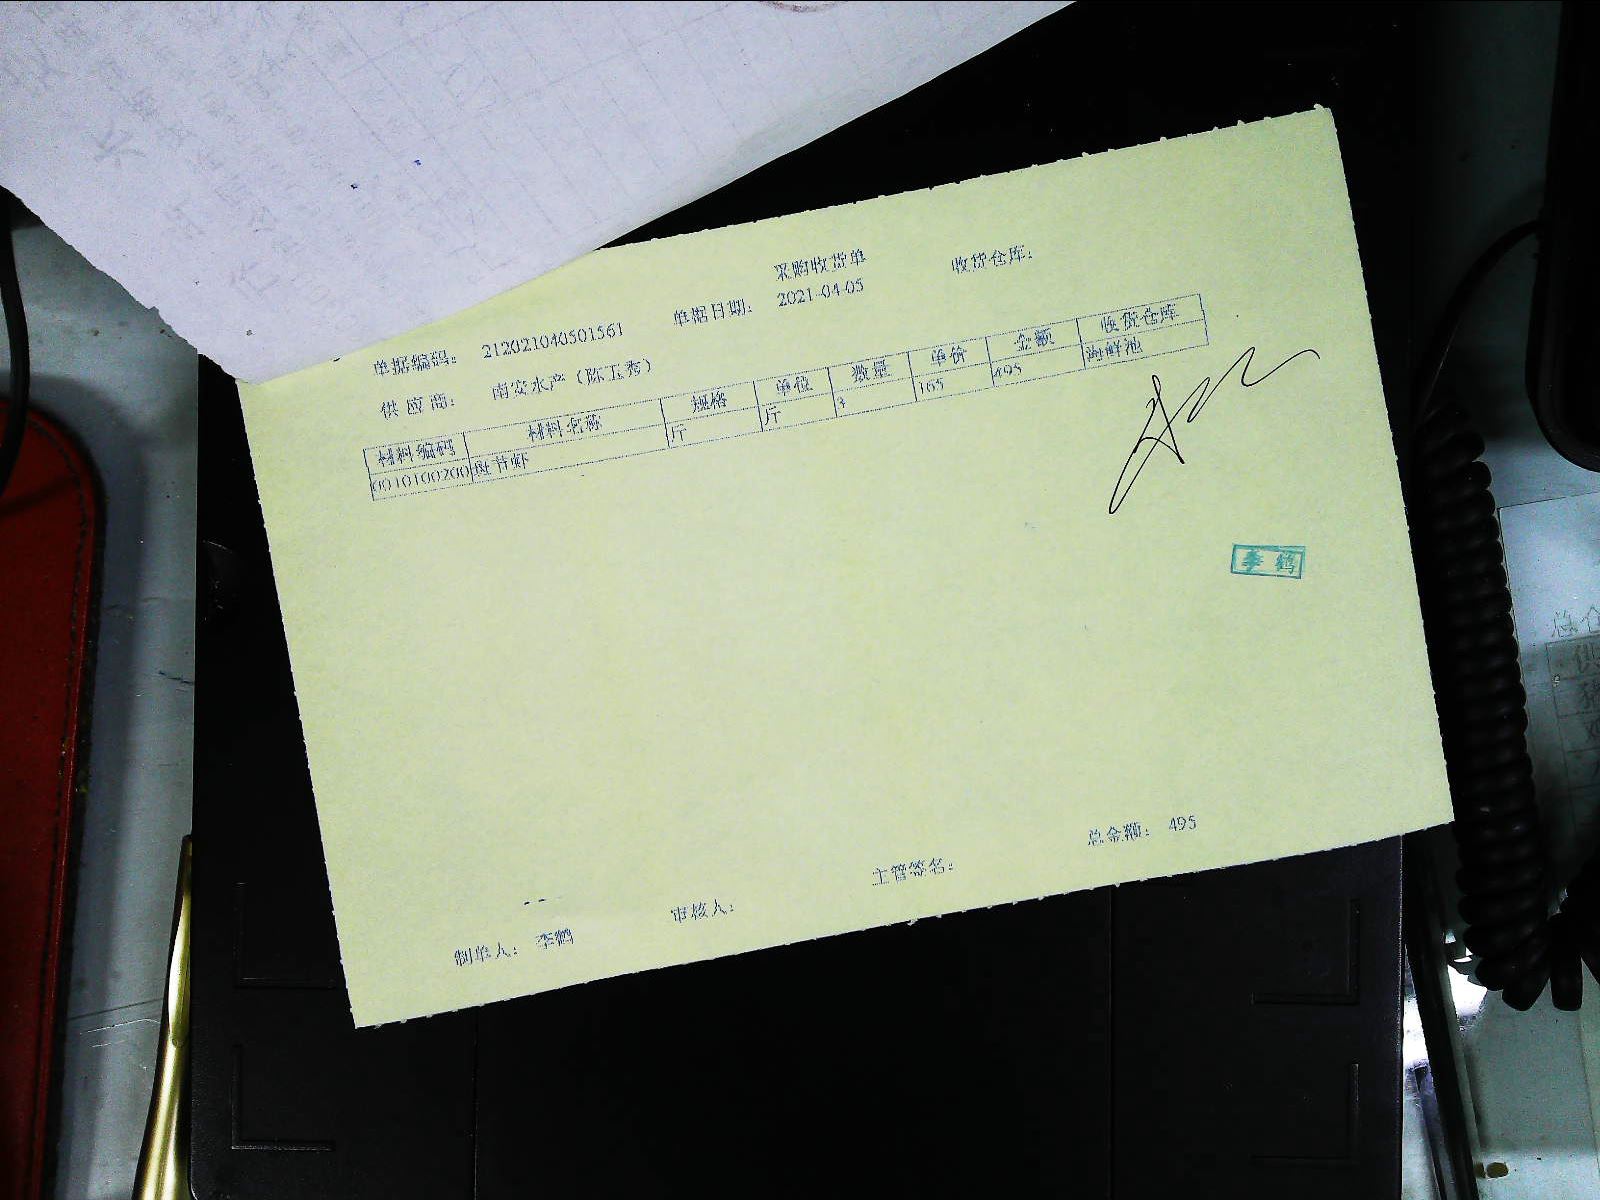 采购收货单
单据编码： 212021040501561 单据日期： 2021-04-05 收货仓库：
供应商： 南安水产（陈玉秀）
材料编码 材料名称 规格 单位 数量 单价 金额 收货仓库
0010100200 斑节虾 斤 斤 3 165 495 海鲜池
李鹤
总金额： 495
制单人： 李鹤 审核人： 主管签名：
总仓